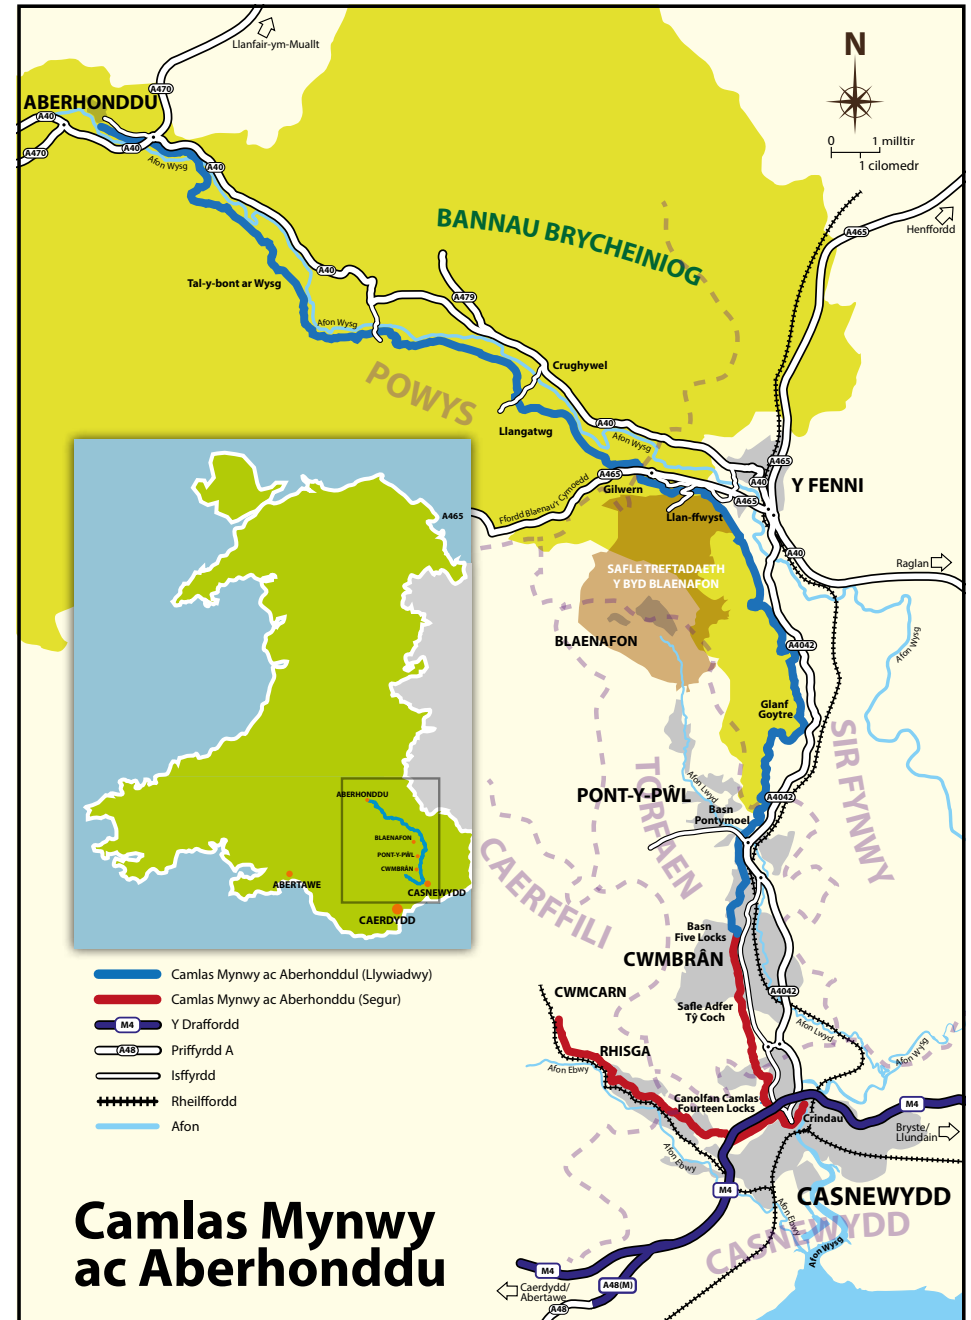 Llanfair-ym-Muallt
N
A470
ABERHONDDU
A40
A40
A470
Afon Wysg
A40
0 1 milltir
1 cilomedr
Henffordd
A465
BANNAU BRYCHEINIOG
A40
Tal-y-bont ar Wysg
A479
Afon Wysg
Crughywel
POWYS
Llangatwg
A40
Afon Wysg
A465
A465
Gilwern
A40
Y FENNI
A465
Ffordd Blaenau'r Cymoedd
A465
Llan-ffwyst
A40
Raglan
SAFLE TREFTADAETH
Y BYD BLAENAFON
BLAENAFON
A4042
Afon Wysg
Glanf
Goytre
SIR FYNWY
TORFAEN
Afon Lwyd
PONT-Y-PŴL
A4042
Basn
Pontymoel
CAERFFILI
Basn
Five Locks
CWMBRÂN
A4042
CWMCARN
Safle Adfer
Tŷ Coch
Afon Lwyd
Afon Wysg
RHISGA
Afon Ebwy
Canolfan Camlas
Fourteen Locks
Crindau
M4
Bryste/
Llundain
Afon Ebwy
M4
CASNEWYDD
Afon Ebwy
CASNEWYDD
Afon Wysg
M4
A48(M)
Caerdydd/
Abertawe
A48
ABERHONDDU
BLAENAFON
PONT-Y-PŴL
CWMBRÂN
CASNEWYDD
ABERTAWE
CAERDYDD
Camlas Mynwy ac Aberhonddul (Llywiadwy)
Camlas Mynwy ac Aberhonddu (Segur)
M4 Y Draffordd
A48 Priffyrdd A
Isffyrdd
Rheilffordd
Afon
Camlas Mynwy
ac Aberhonddu